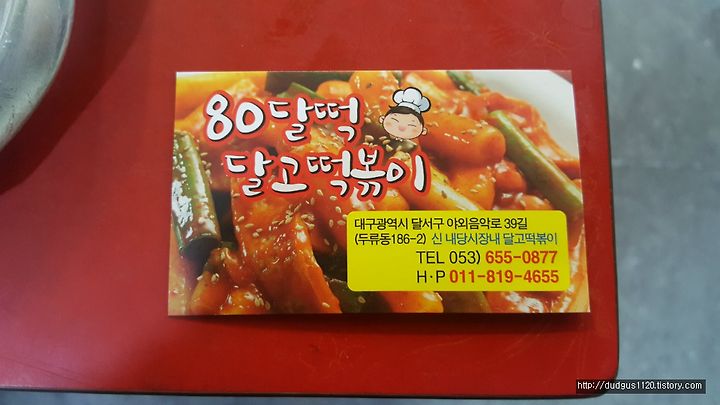 80달떡
달고떡볶이
대구광역시 달서구 야외음악로 39길
(두류동186-2) 신 내당시장내 달고떡볶이
TEL 053) 655-0877
H·P 011-819-4655
http://dudgus1120.tistory.com